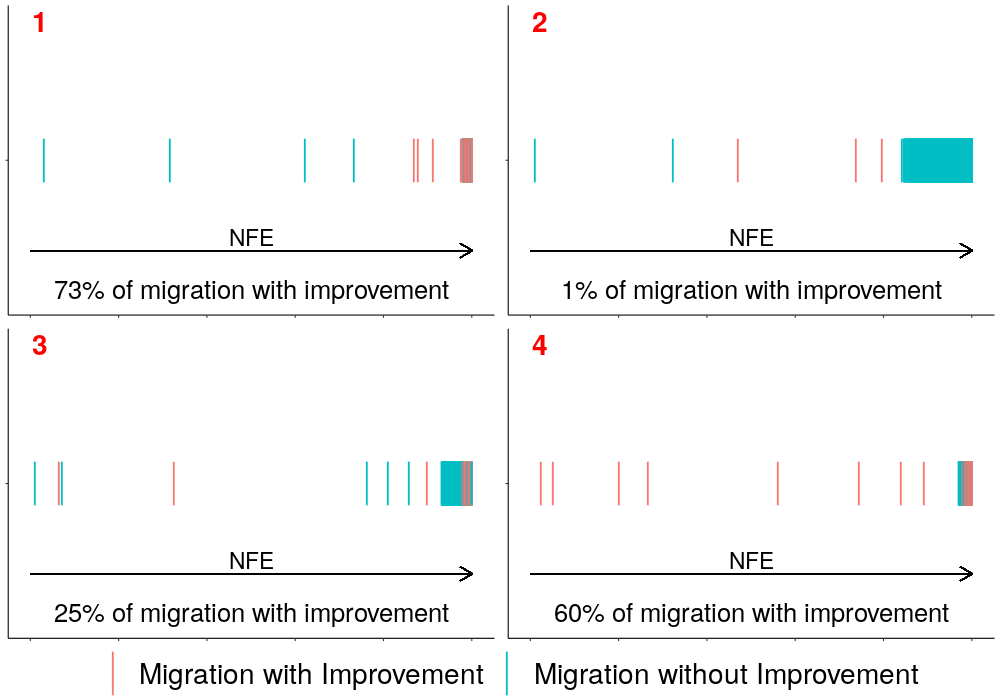 1
NFE
73% of migration with improvement
2
NFE
1% of migration with improvement
3
NFE
25% of migration with improvement
4
NFE
60% of migration with improvement
Migration with Improvement
Migration without Improvement